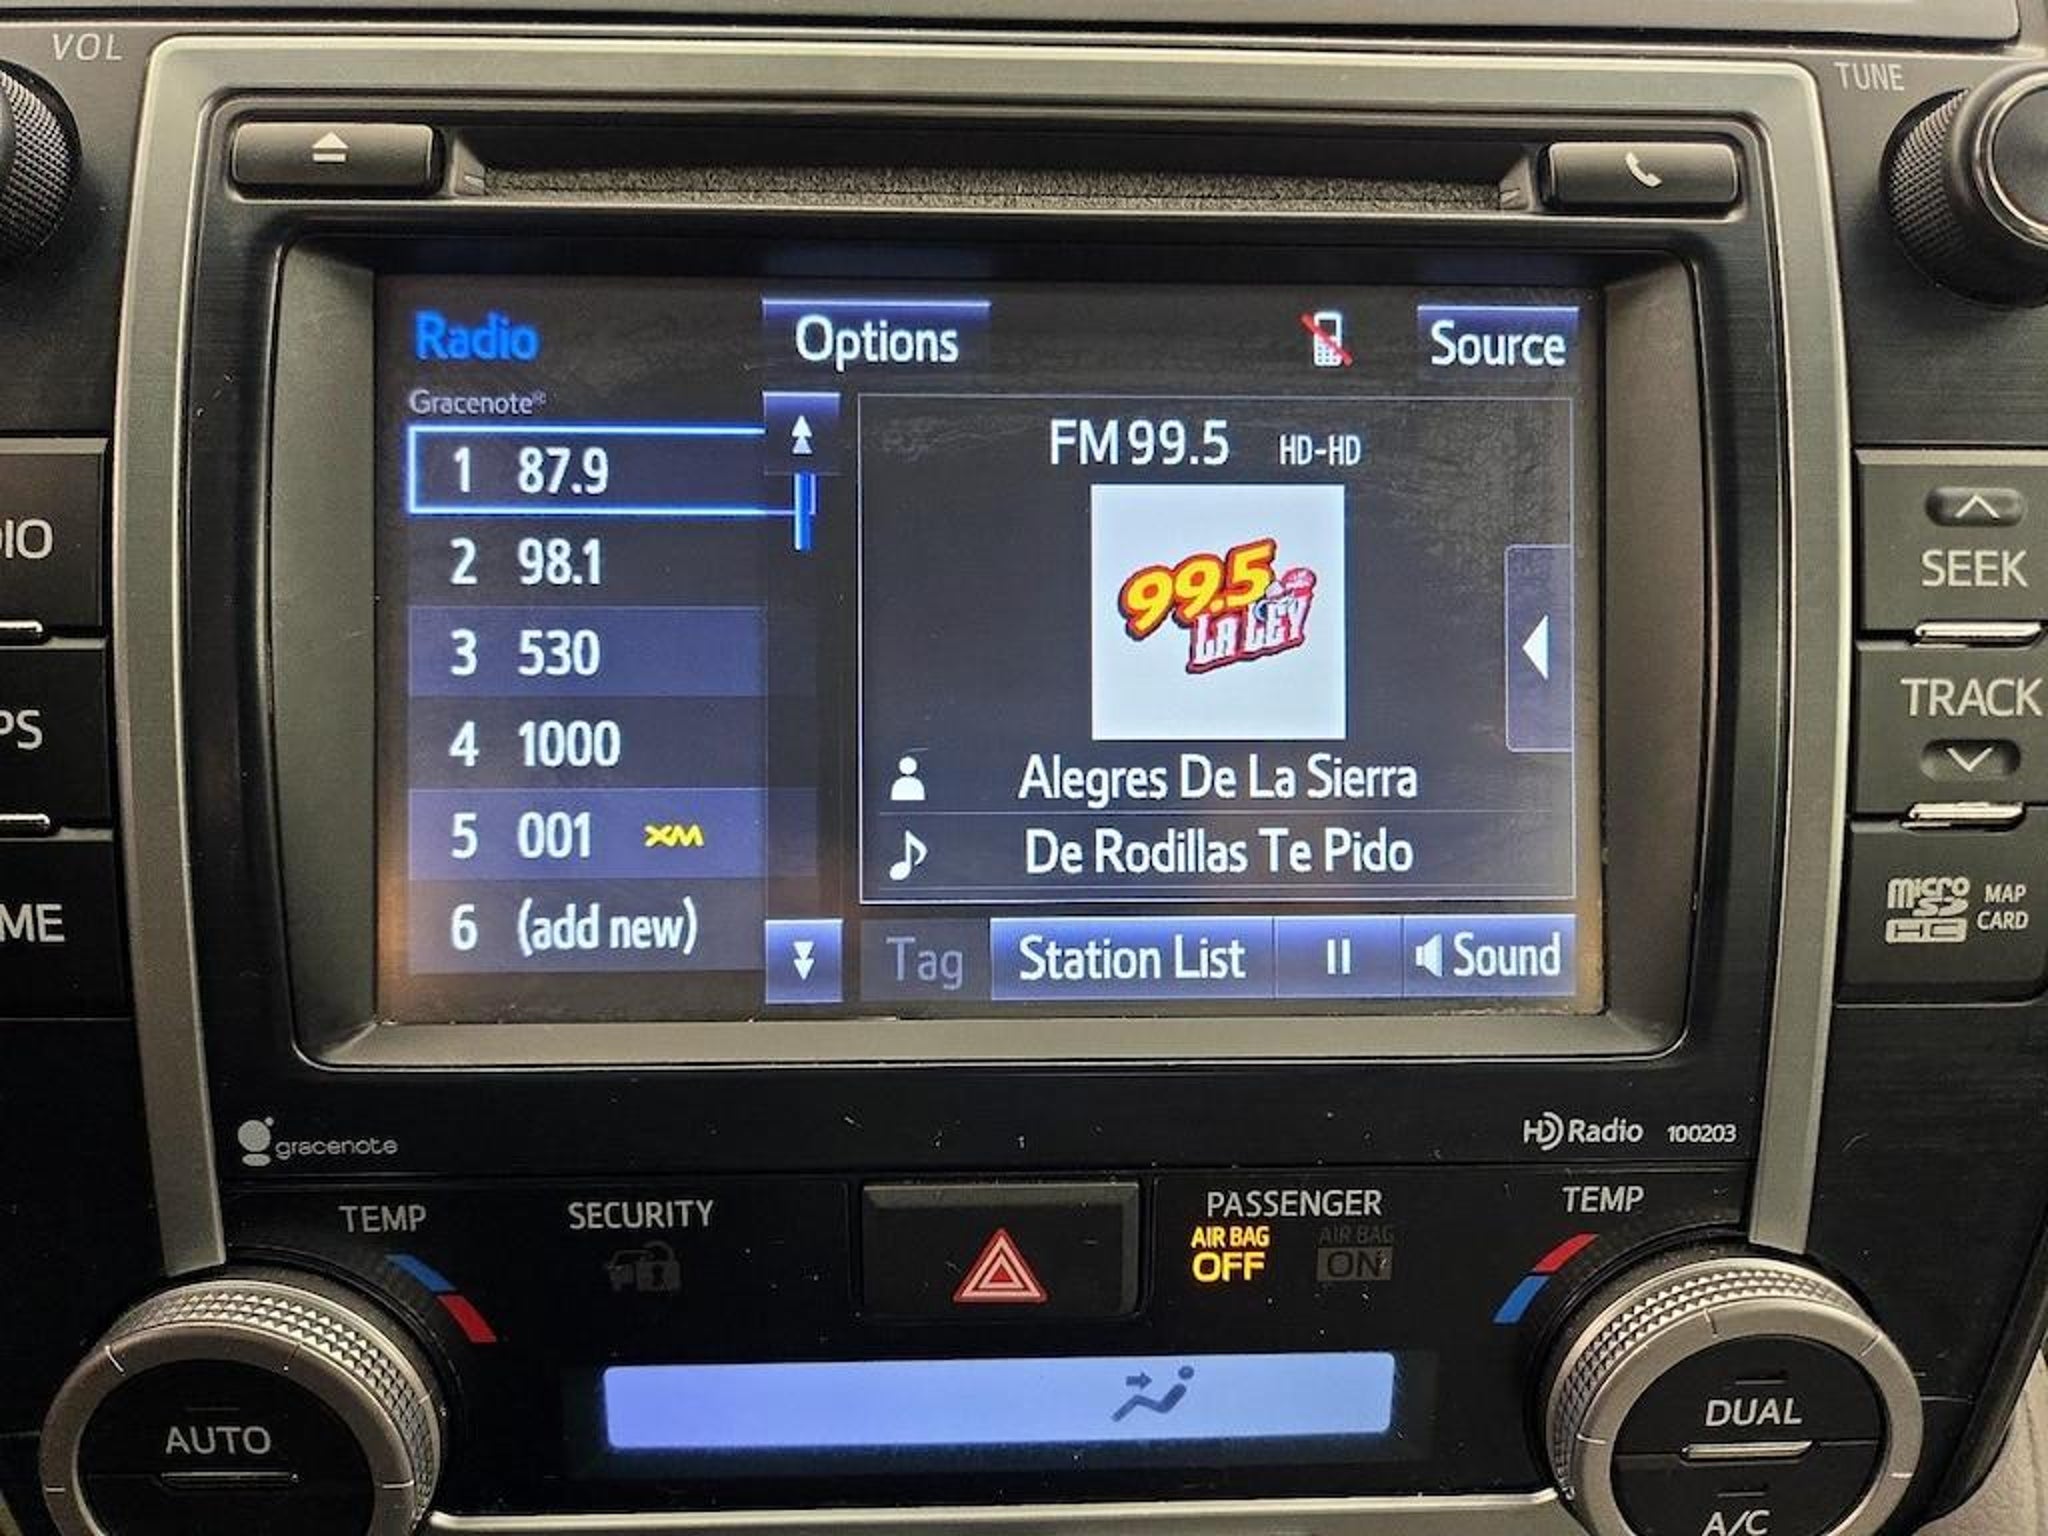 VOL
TUNE
Radio
Options
Source
Gracenote®
1 87.9
2 98.1
3 530
4 1000
5 001 XM
6 (add new)
FM 99.5 HD-HD
99.5
LA LEY
Alegres De La Sierra
De Rodillas Te Pido
Tag
Station List
Sound
DIO
PS
ME
SEEK
TRACK
micro SD HC
MAP CARD
gracenote
HD Radio 100203
TEMP
SECURITY
PASSENGER
AIR BAG OFF
AIR BAG ON
TEMP
AUTO
DUAL
A/C